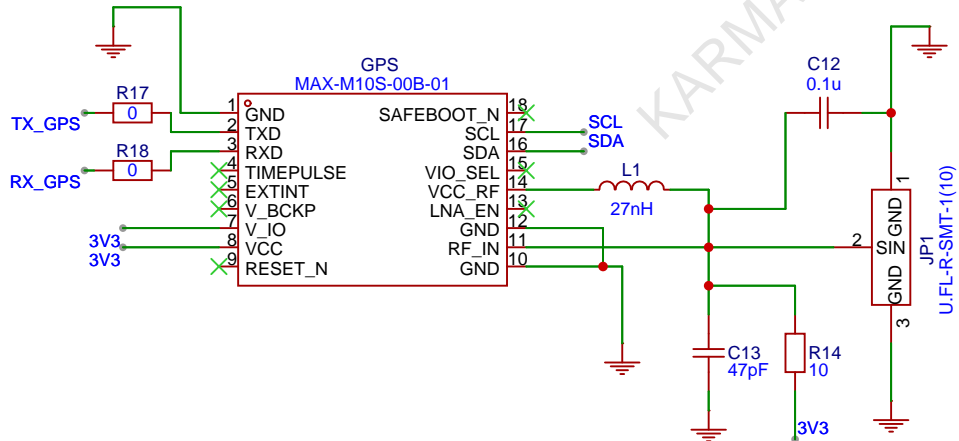 KARMA
GPS
MAX-M10S-00B-01
C12
0.1u
R17
0
TX_GPS
R18
0
RX_GPS
1 GND
2 TXD
3 RXD
4 TIMEPULSE
5 EXTINT
6 V_BCKP
7 V_IO
8 VCC
9 RESET_N
3V3
3V3
SAFEBOOT_N 18
SCL 17
SDA 16
VIO_SEL 15
VCC_RF 14
LNA_EN 13
GND 12
RF_IN 11
GND 10
SCL
SDA
L1
27nH
1
GND
2 SIN
GND
3
JP1
U.FL-R-SMT-1(10)
C13
47pF
R14
10
3V3